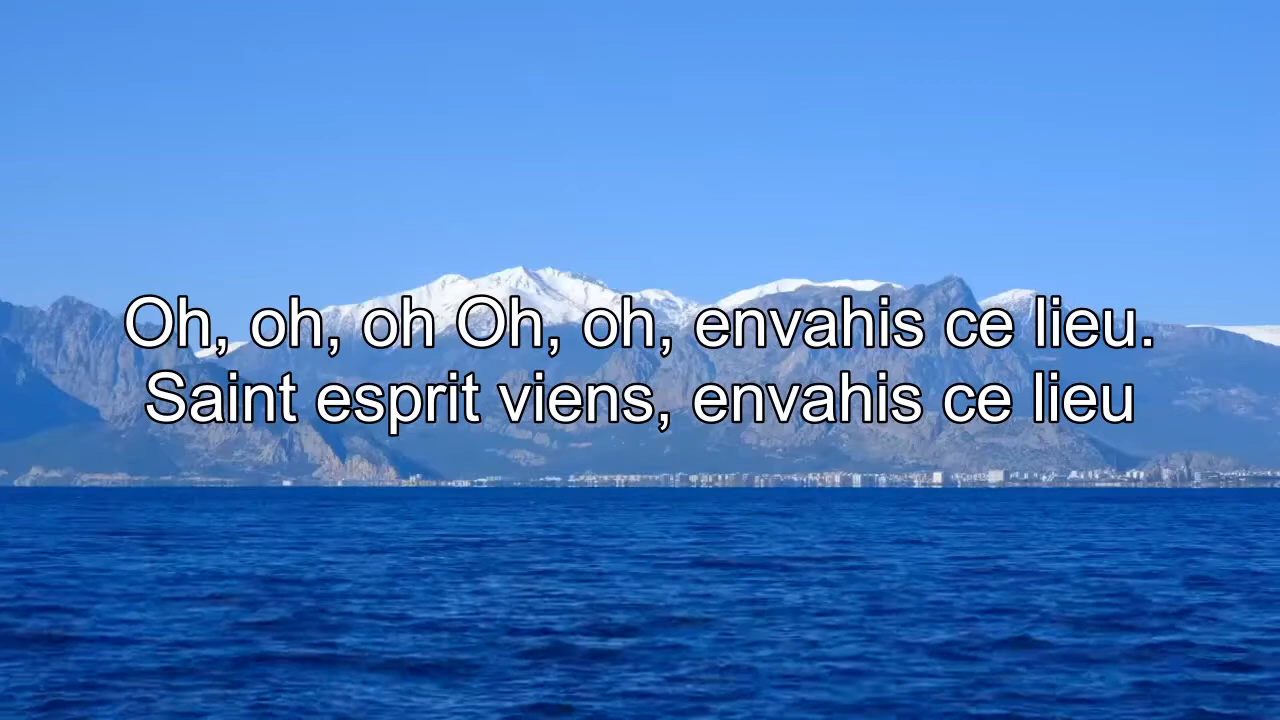 Oh, oh, oh Oh, oh, envahis ce lieu.
Saint esprit viens, envahis ce lieu